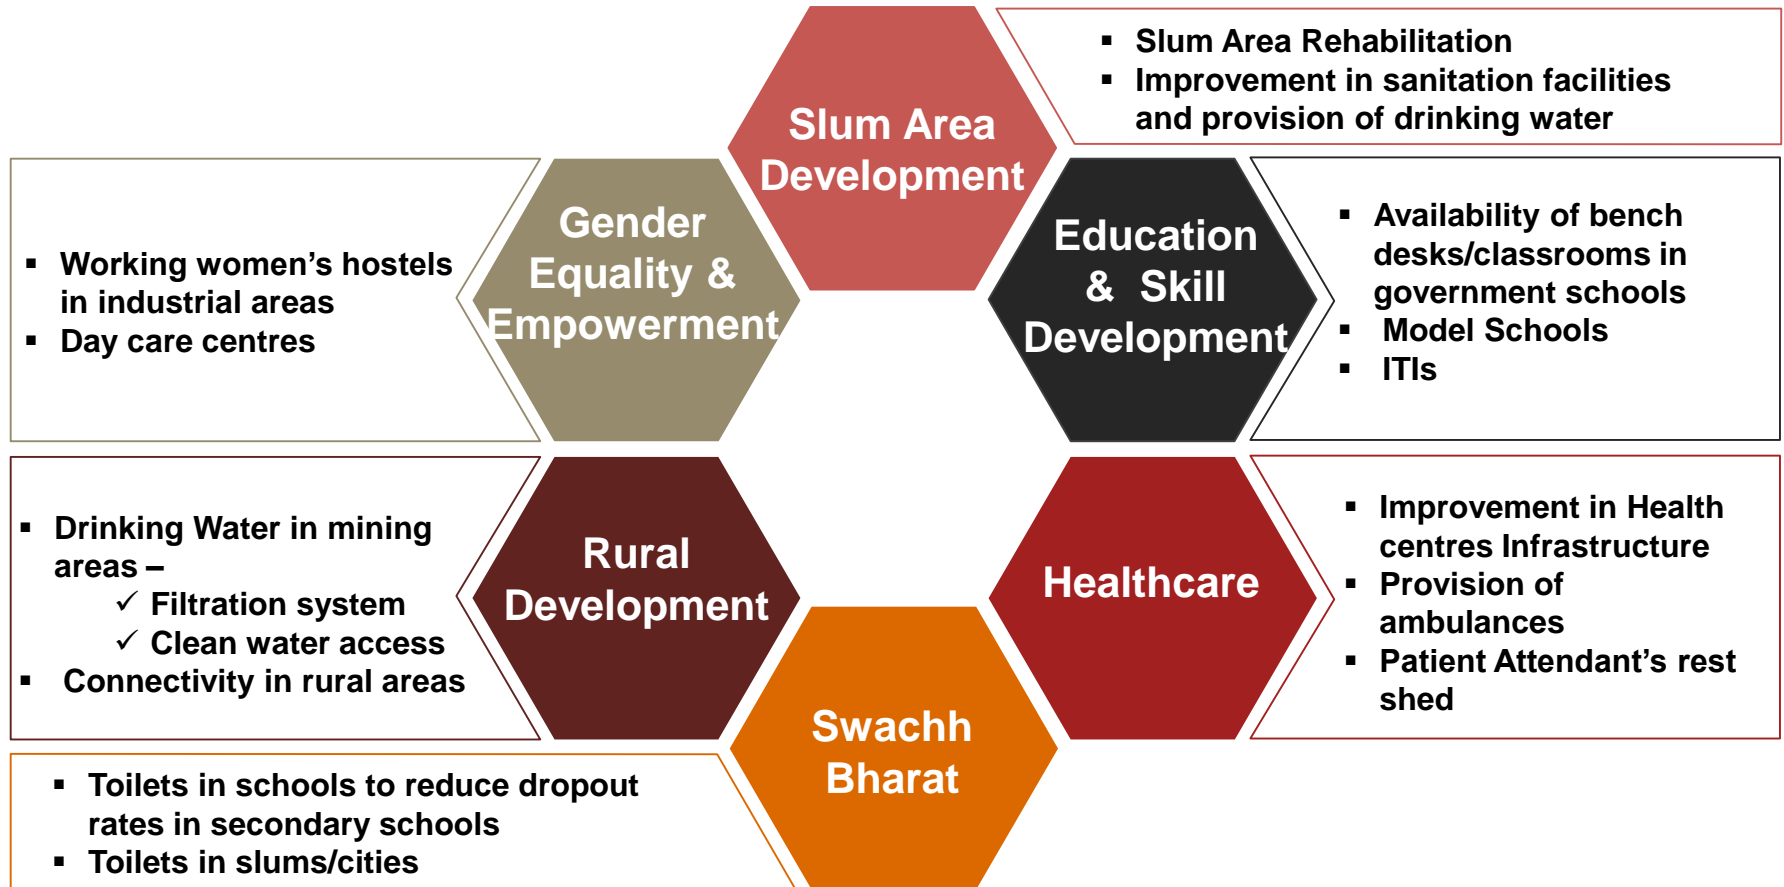 Slum Area
Development
▪ Slum Area Rehabilitation
▪ Improvement in sanitation facilities
and provision of drinking water
Gender
Equality &
Empowerment
▪ Working women’s hostels
in industrial areas
▪ Day care centres
Education
& Skill
Development
▪ Availability of bench
desks/classrooms in
government schools
▪ Model Schools
▪ ITIs
Rural
Development
▪ Drinking Water in mining
areas –
✓ Filtration system
✓ Clean water access
▪ Connectivity in rural areas
Healthcare
▪ Improvement in Health
centres Infrastructure
▪ Provision of
ambulances
▪ Patient Attendant’s rest
shed
Swachh
Bharat
▪ Toilets in schools to reduce dropout
rates in secondary schools
▪ Toilets in slums/cities